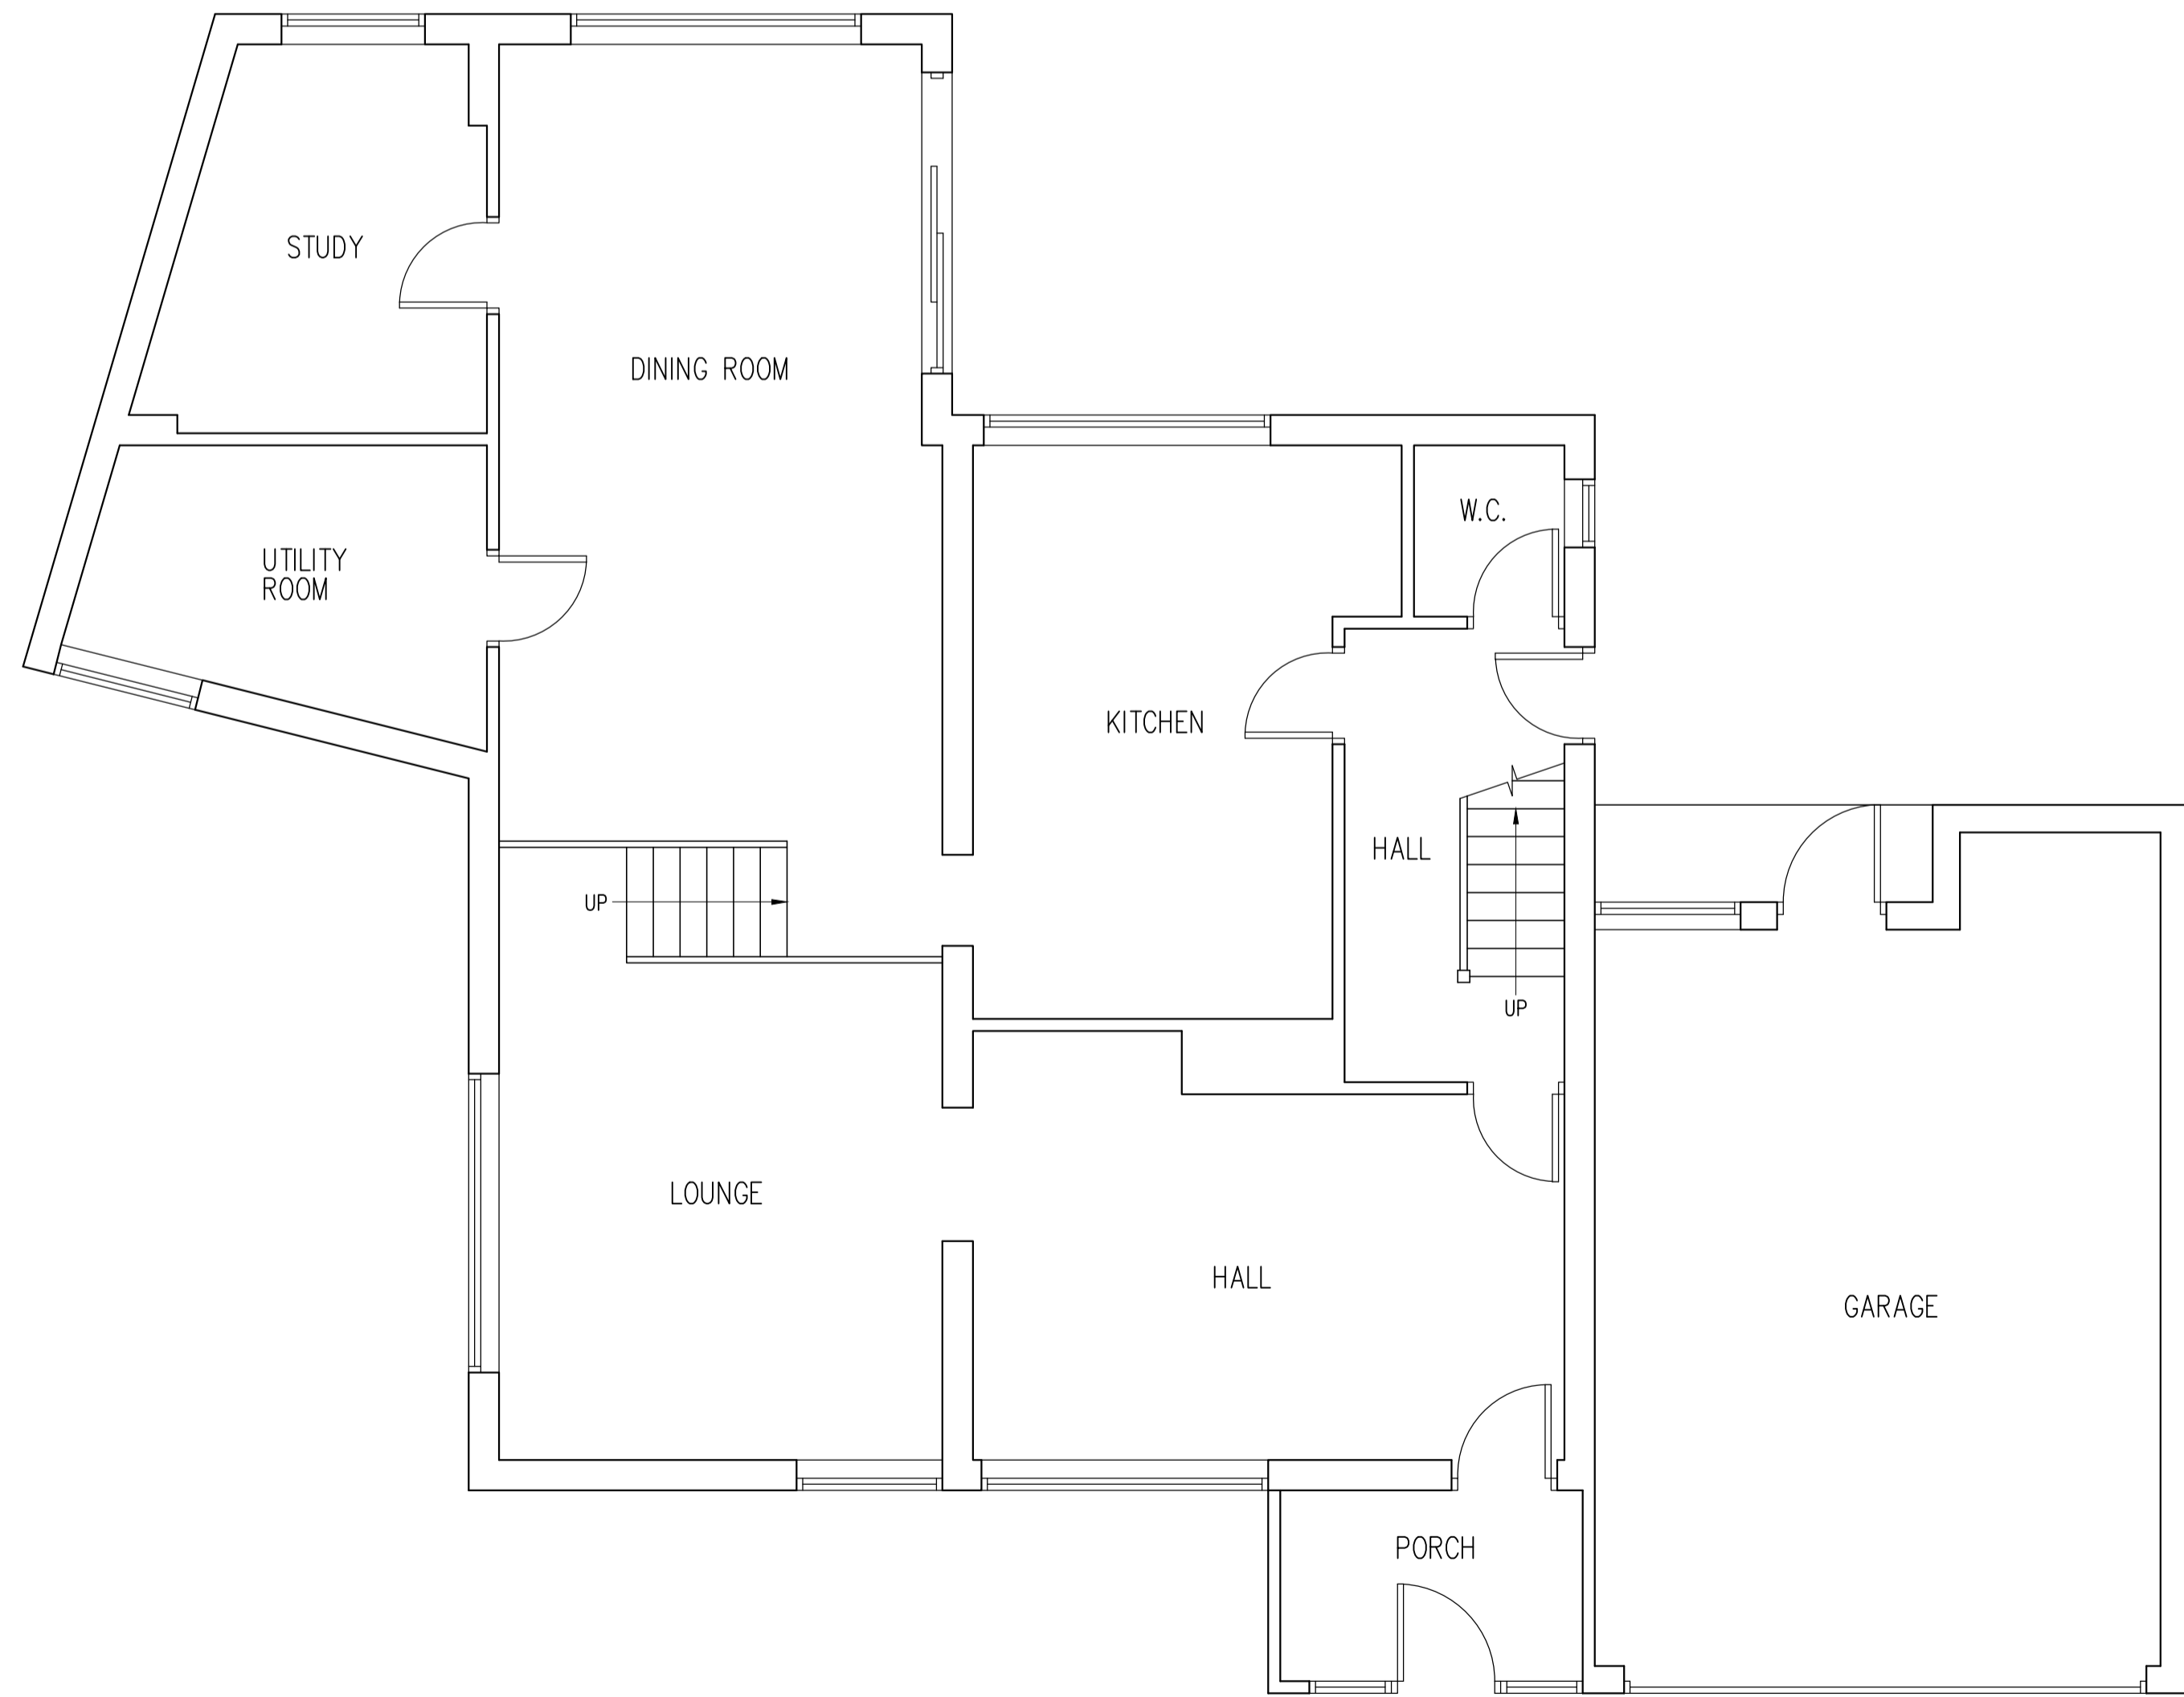 STUDY
DINING ROOM
W.C.
UTILITY
ROOM
KITCHEN
HALL
UP
UP
LOUNGE
HALL
GARAGE
PORCH